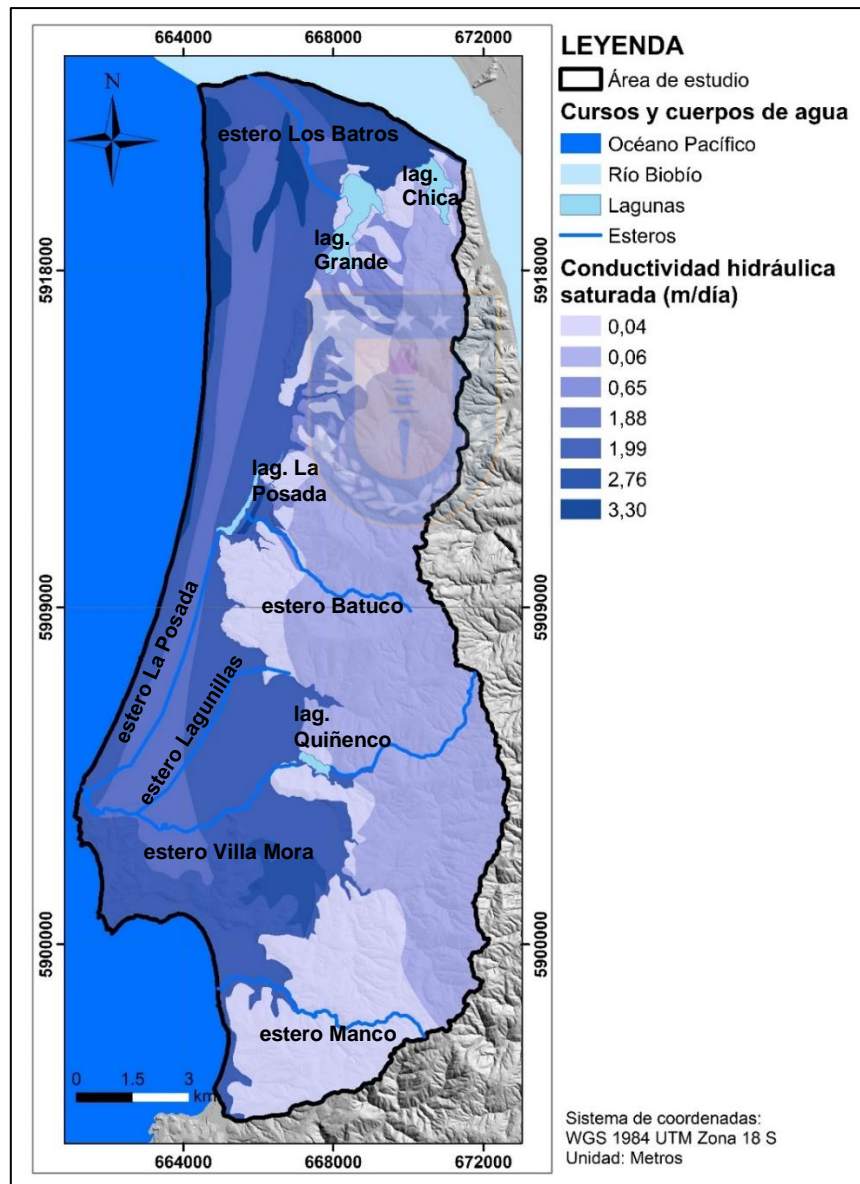 664000 668000 672000
N
estero Los Batros
lag.
Chica
lag.
Grande
5918000
5918000
lag. La
Posada
5909000
5909000
estero Batuco
estero La Posada
estero Lagunillas
lag.
Quiñenco
estero Villa Mora
5900000
5900000
estero Manco
0 1.5 3
km
664000 668000 672000
LEYENDA
Área de estudio
Cursos y cuerpos de agua
Océano Pacífico
Río Biobío
Lagunas
Esteros
Conductividad hidráulica
saturada (m/día)
0,04
0,06
0,65
1,88
1,99
2,76
3,30
Sistema de coordenadas:
WGS 1984 UTM Zona 18 S
Unidad: Metros